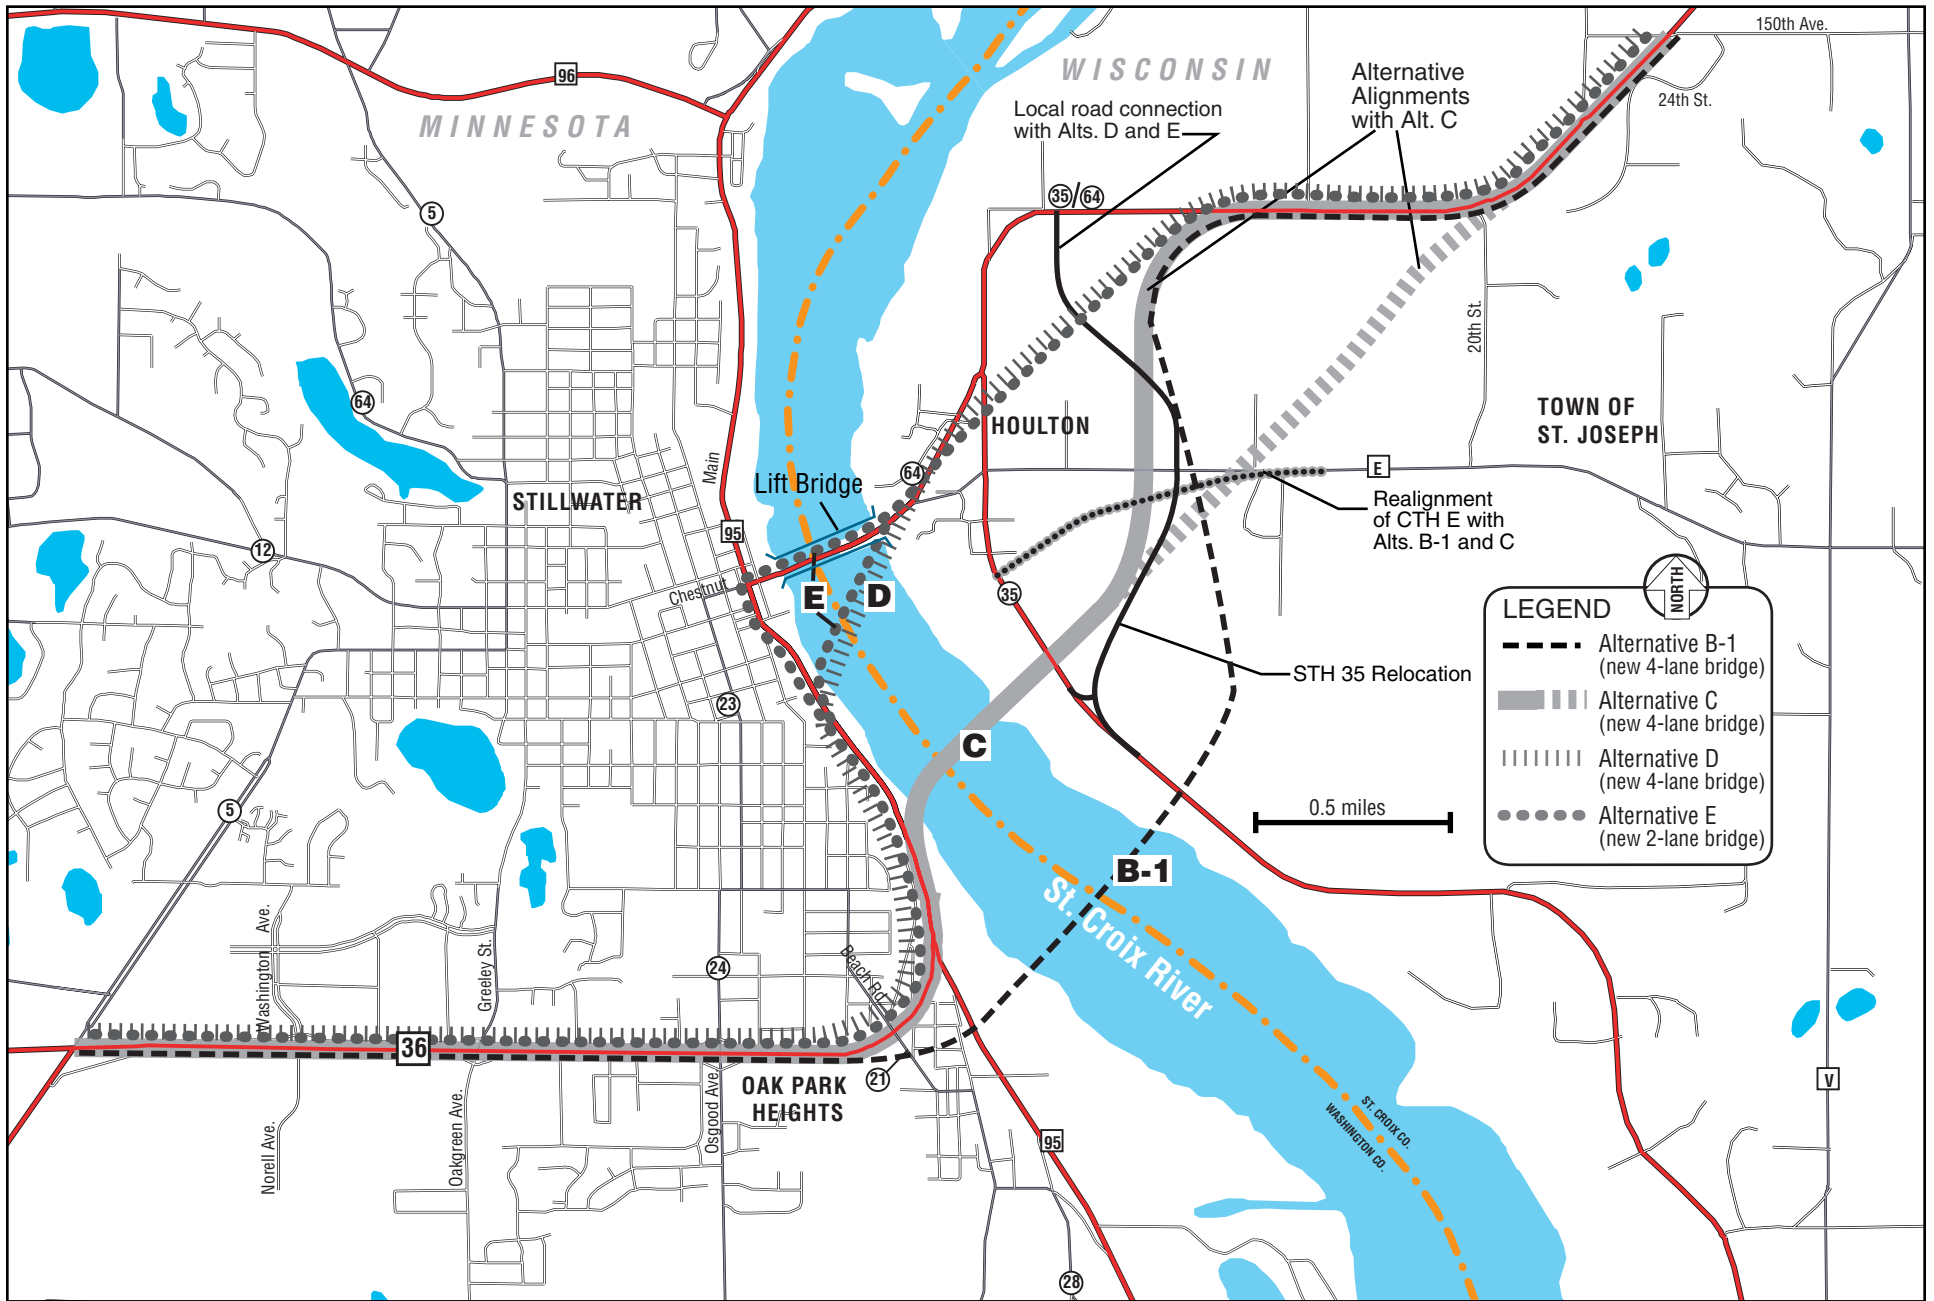 150th Ave.
WISCONSIN
Alternative
Alignments
with Alt. C
24th St.
96
Local road connection
with Alts. D and E
MINNESOTA
35/64
5
20th St.
64
TOWN OF
ST. JOSEPH
HOULTON
Main
64
E
Lift Bridge
STILLWATER
Realignment
of CTH E with
Alts. B-1 and C
95
12
Chestnut
E
D
35
NORTH
LEGEND
Alternative B-1
(new 4-lane bridge)
Alternative C
(new 4-lane bridge)
Alternative D
(new 4-lane bridge)
Alternative E
(new 2-lane bridge)
STH 35 Relocation
23
C
0.5 miles
5
B-1
St. Croix River
Washington Ave.
Greeley St.
24
Beach Rd.
36
21
OAK PARK
HEIGHTS
V
Norell Ave.
Oakgreen Ave.
Osgood Ave.
95
ST. CROIX CO.
WASHINGTON CO.
28